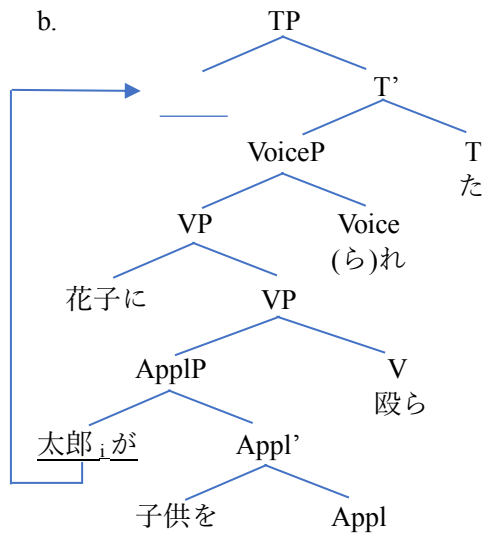 b.
TP
T’
VoiceP T
た
VP Voice
(ら)れ
花子に VP
ApplP V
殴ら
太郎 i が Appl’
子供を Appl